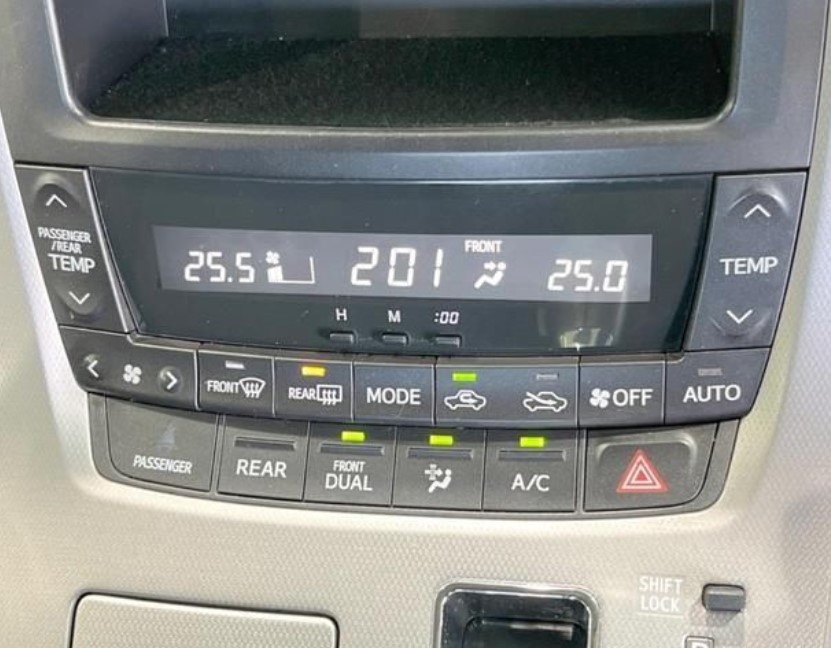 PASSENGER
/REAR
TEMP
25.5
201
FRONT
25.0
TEMP
H M :00
FRONT
REAR
MODE
OFF
AUTO
PASSENGER
REAR
FRONT
DUAL
A/C
SHIFT
LOCK